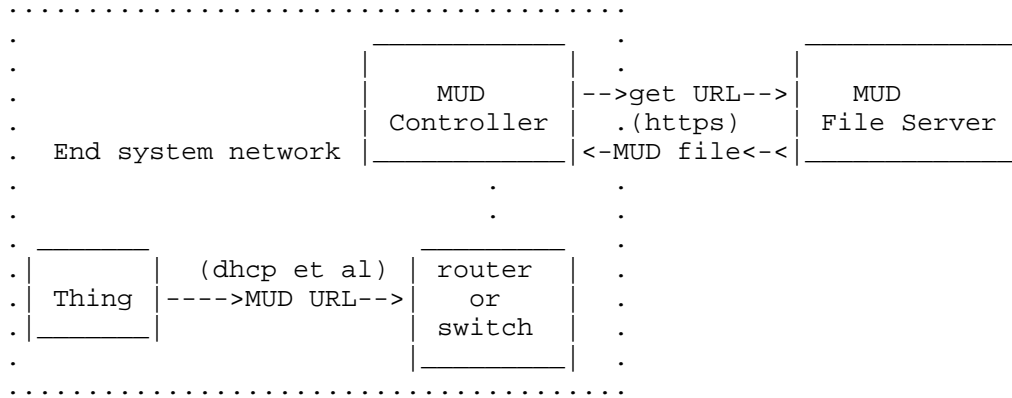 MUD -->get URL--> MUD
Controller .(https) File Server
End system network <-MUD file<-<
(dhcp et al) router
Thing ---->MUD URL--> or
switch